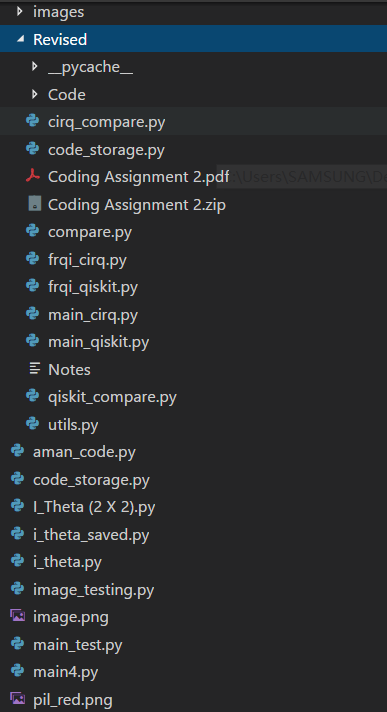 images
Revised
__pycache__
Code
cirq_compare.py
code_storage.py
Coding Assignment 2.pdf \Users\SAMSUNG\D
Coding Assignment 2.zip
compare.py
frqi_cirq.py
frqi_qiskit.py
main_cirq.py
main_qiskit.py
Notes
qiskit_compare.py
utils.py
aman_code.py
code_storage.py
I_Theta (2 X 2).py
i_theta_saved.py
i_theta.py
image_testing.py
image.png
main_test.py
main4.py
pil_red.png